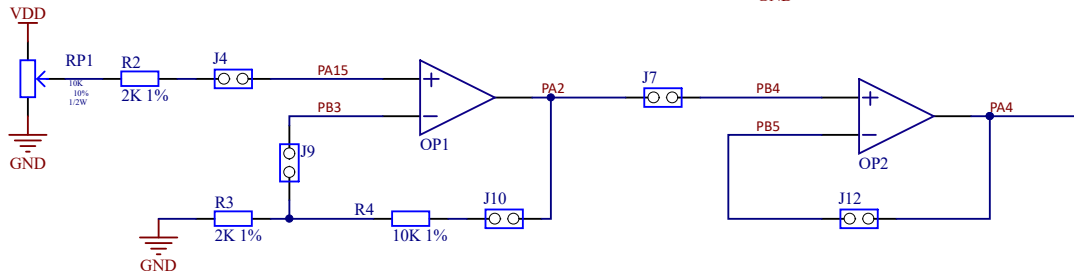 GND
VDD
RP1
10K
10%
1/2W
R2
2K 1%
J4
PA15
PB3
OP1
PA2
J7
PB4
PB5
OP2
PA4
GND
J9
R3
2K 1%
R4
10K 1%
J10
J12
GND